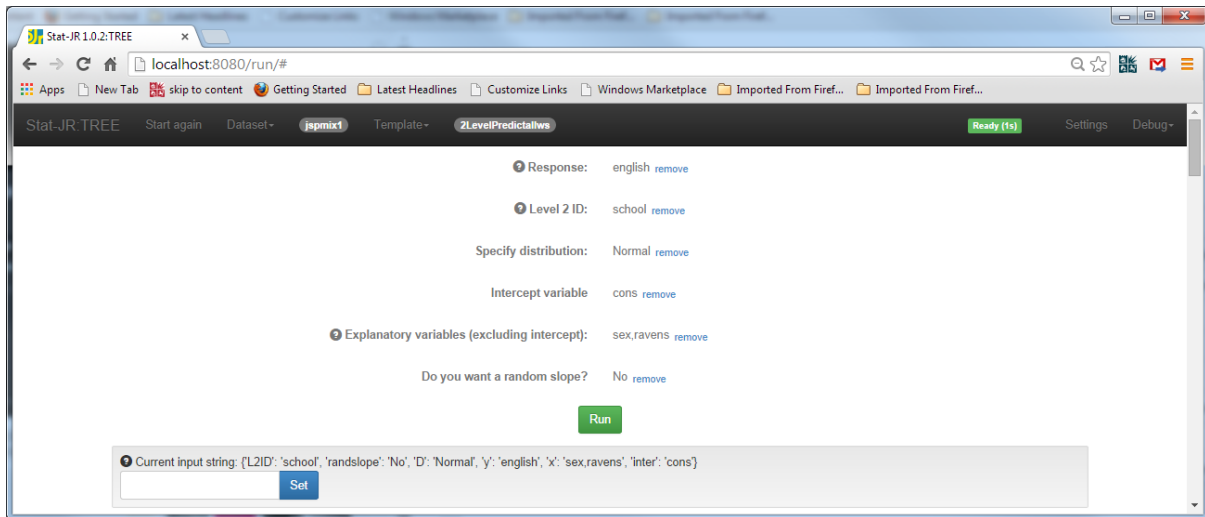 Stat-JR 1.0.2:TREE
localhost:8080/run/#
Apps New Tab skip to content Getting Started Latest Headlines Customize Links Windows Marketplace Imported From Firef... Imported From Firef...
Stat-JR:TREE Start again Dataset jspmix1 Template 2LevelPredictallws Ready (1s) Settings Debug
Response: english remove
Level 2 ID: school remove
Specify distribution: Normal remove
Intercept variable cons remove
Explanatory variables (excluding intercept): sex,ravens remove
Do you want a random slope? No remove
Run
Current input string: {'L2ID': 'school', 'randslope': 'No', 'D': 'Normal', 'y': 'english', 'x': 'sex,ravens', 'inter': 'cons'}
Set